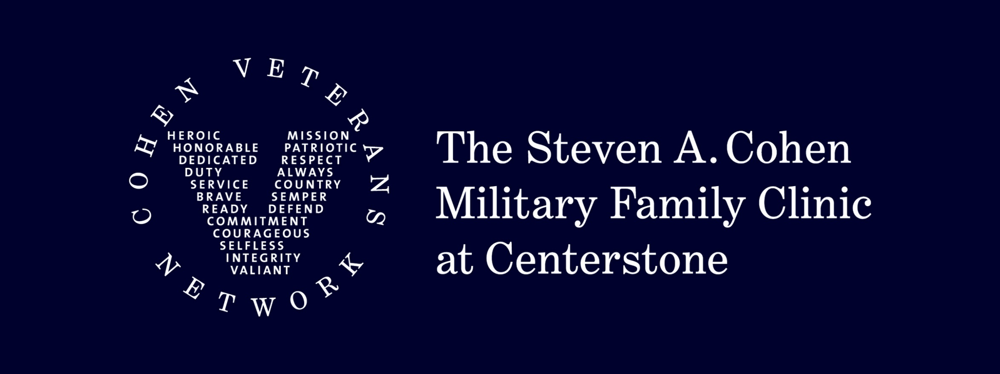 COHEN VETERANS NETWORK
HEROIC MISSION
HONORABLE PATRIOTIC
DEDICATED RESPECT
DUTY ALWAYS
SERVICE COUNTRY
BRAVE SEMPER
READY DEFEND
COMMITMENT
COURAGEOUS
SELFLESS
INTEGRITY
VALIANT
The Steven A. Cohen
Military Family Clinic
at Centerstone